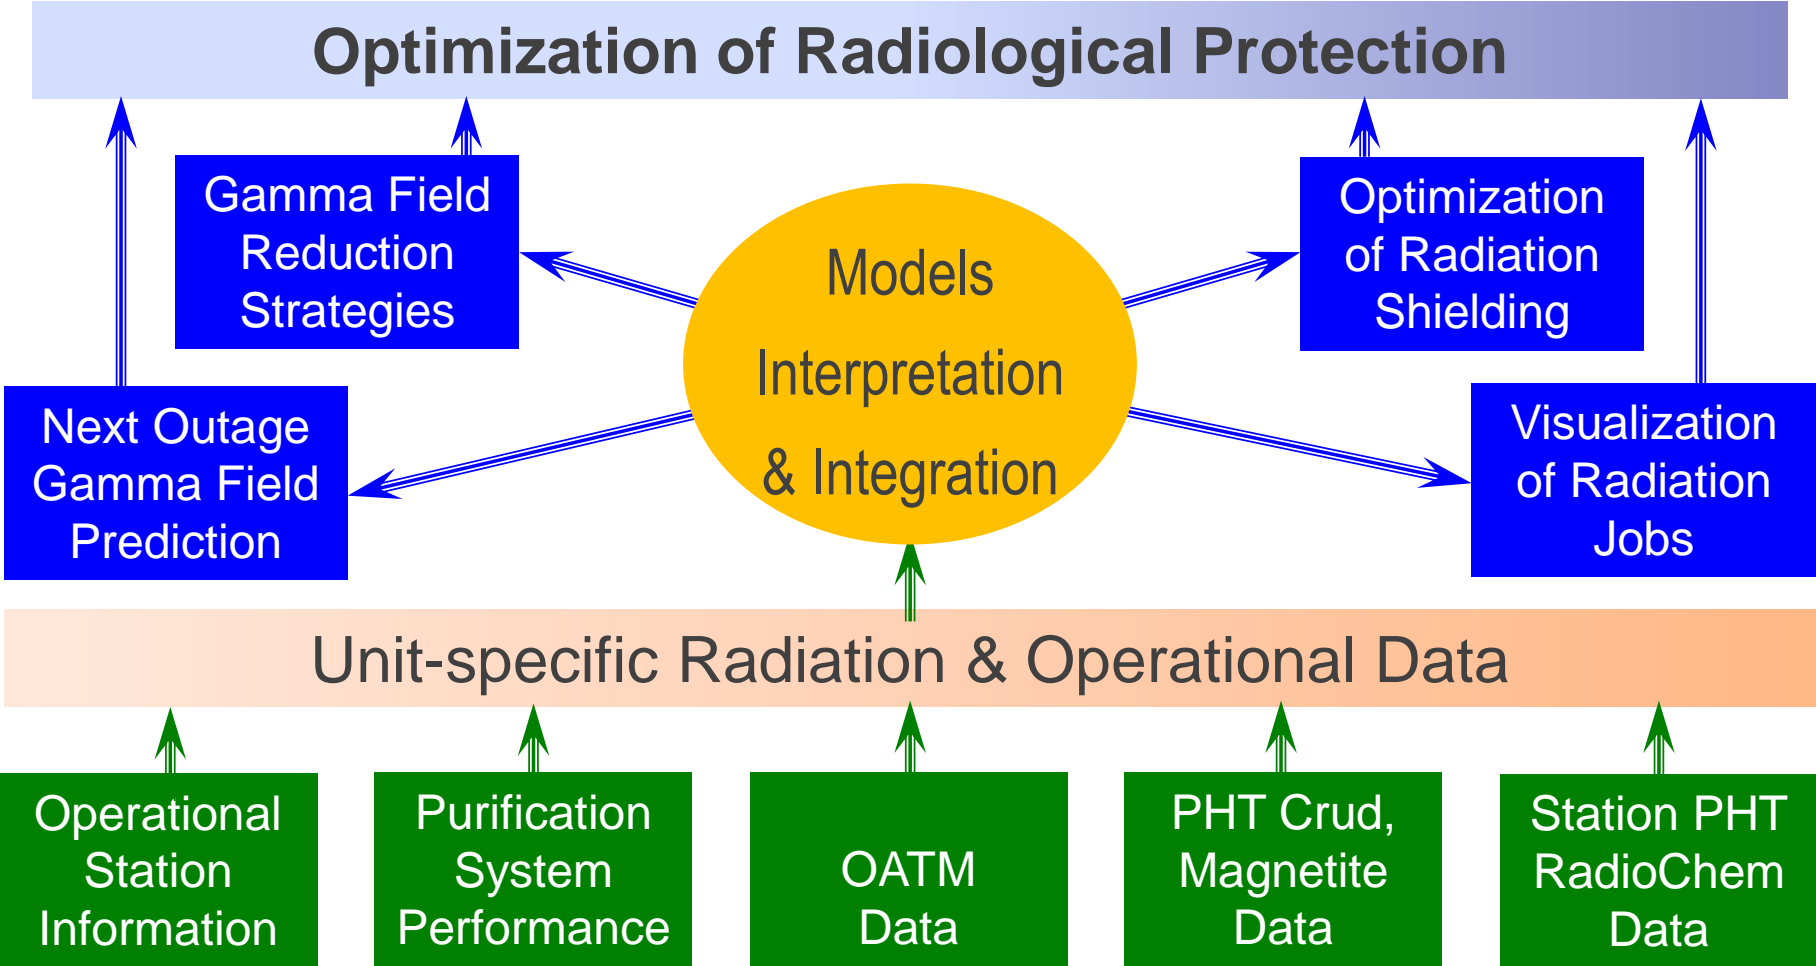 Optimization of Radiological Protection
Gamma Field
Reduction
Strategies
Models
Interpretation
& Integration
Optimization
of Radiation
Shielding
Next Outage
Gamma Field
Prediction
Visualization
of Radiation
Jobs
Unit-specific Radiation & Operational Data
Operational
Station
Information
Purification
System
Performance
OATM
Data
PHT Crud,
Magnetite
Data
Station PHT
RadioChem
Data